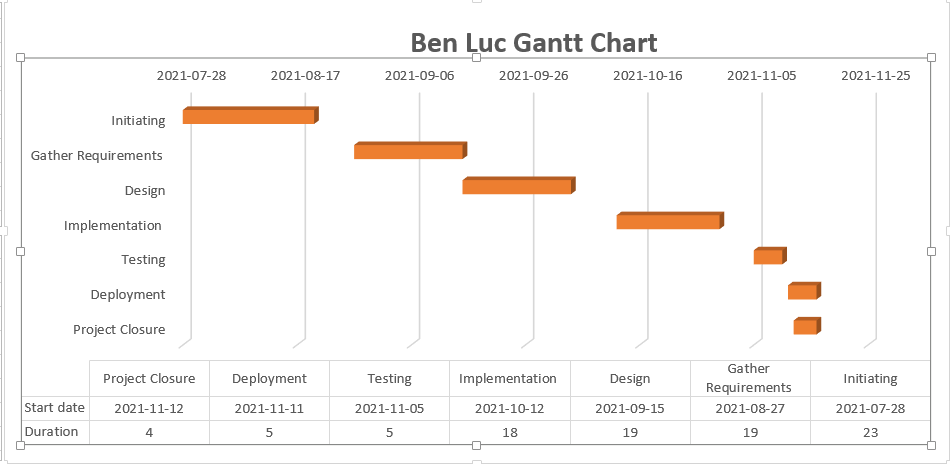 Ben Luc Gantt Chart
2021-07-28 2021-08-17 2021-09-06 2021-09-26 2021-10-16 2021-11-05 2021-11-25
Initiating
Gather Requirements
Design
Implementation
Testing
Deployment
Project Closure
Project Closure Deployment Testing Implementation Design Gather Requirements Initiating
Start date 2021-11-12 2021-11-11 2021-11-05 2021-10-12 2021-09-15 2021-08-27 2021-07-28
Duration 4 5 5 18 19 19 23